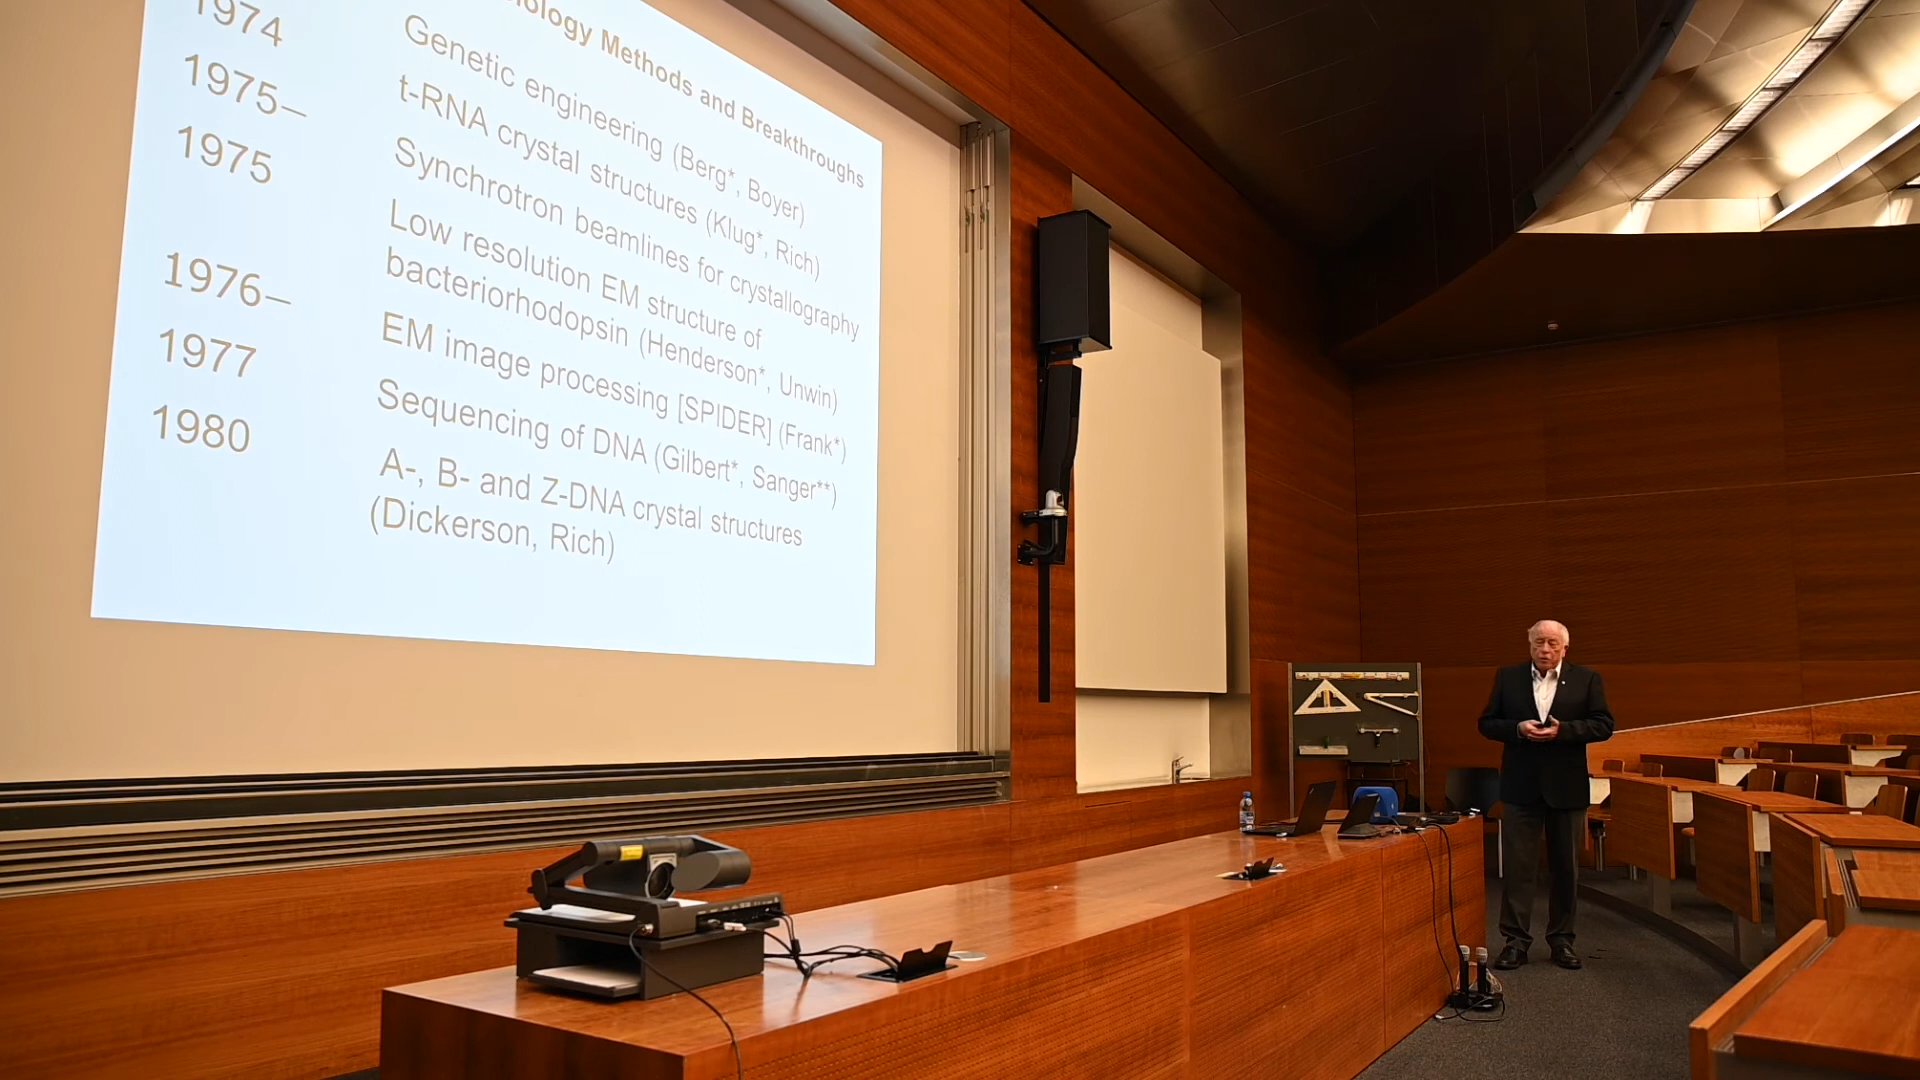 Methods and Breakthroughs
1974
Genetic engineering (Berg*, Boyer)
1975–
t-RNA crystal structures (Klug*, Rich)
1975
Synchrotron beamlines for crystallography
Low resolution EM structure of
bacteriorhodopsin (Henderson*, Unwin)
1976–
EM image processing [SPIDER] (Frank*)
1977
Sequencing of DNA (Gilbert*, Sanger**)
1980
A-, B- and Z-DNA crystal structures
(Dickerson, Rich)